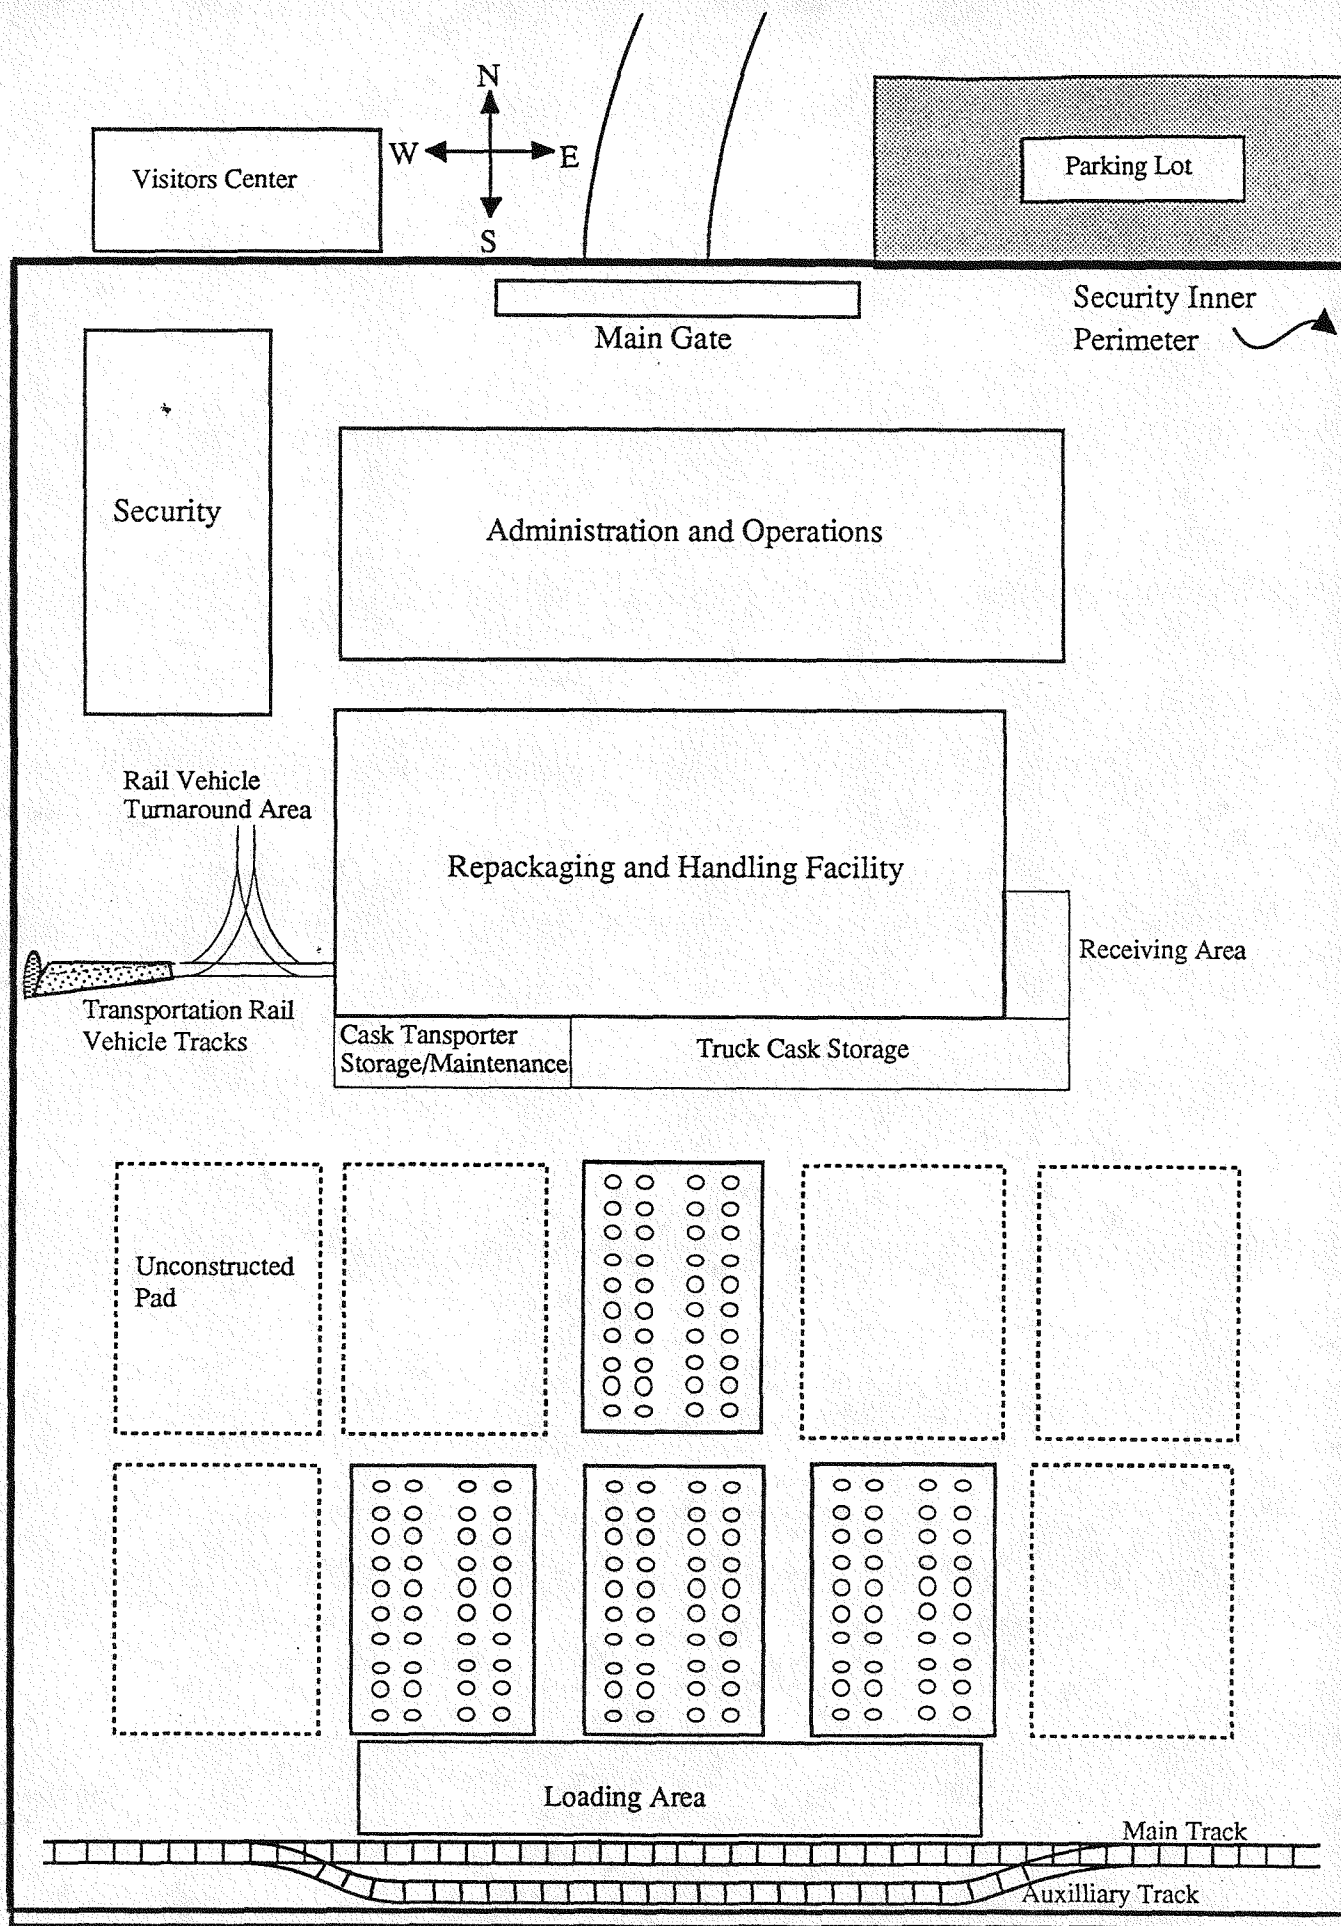 N
W
E
S
Visitors Center
Parking Lot
Main Gate
Security Inner
Perimeter
Security
Administration and Operations
Rail Vehicle
Turnaround Area
Repackaging and Handling Facility
Receiving Area
Transportation Rail
Vehicle Tracks
Cask Tansporter
Storage/Maintenance
Truck Cask Storage
Unconstructed
Pad
Loading Area
Main Track
Auxilliary Track